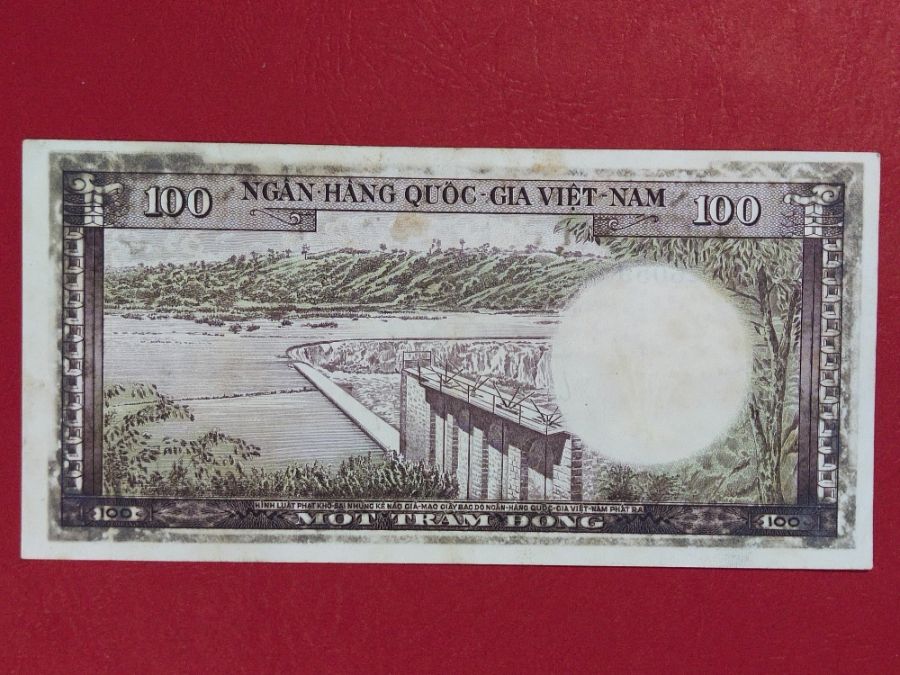 100 NGÂN-HÀNG QUỐC-GIA VIỆT-NAM 100
HÌNH LUẬT PHẠT KHỔ-SAI NHỮNG KẺ NÀO GIẢ-MẠO GIẤY BẠC DO NGÂN-HÀNG QUỐC-GIA VIỆT-NAM PHÁT RA
100 MỘT TRĂM ĐỒNG 100